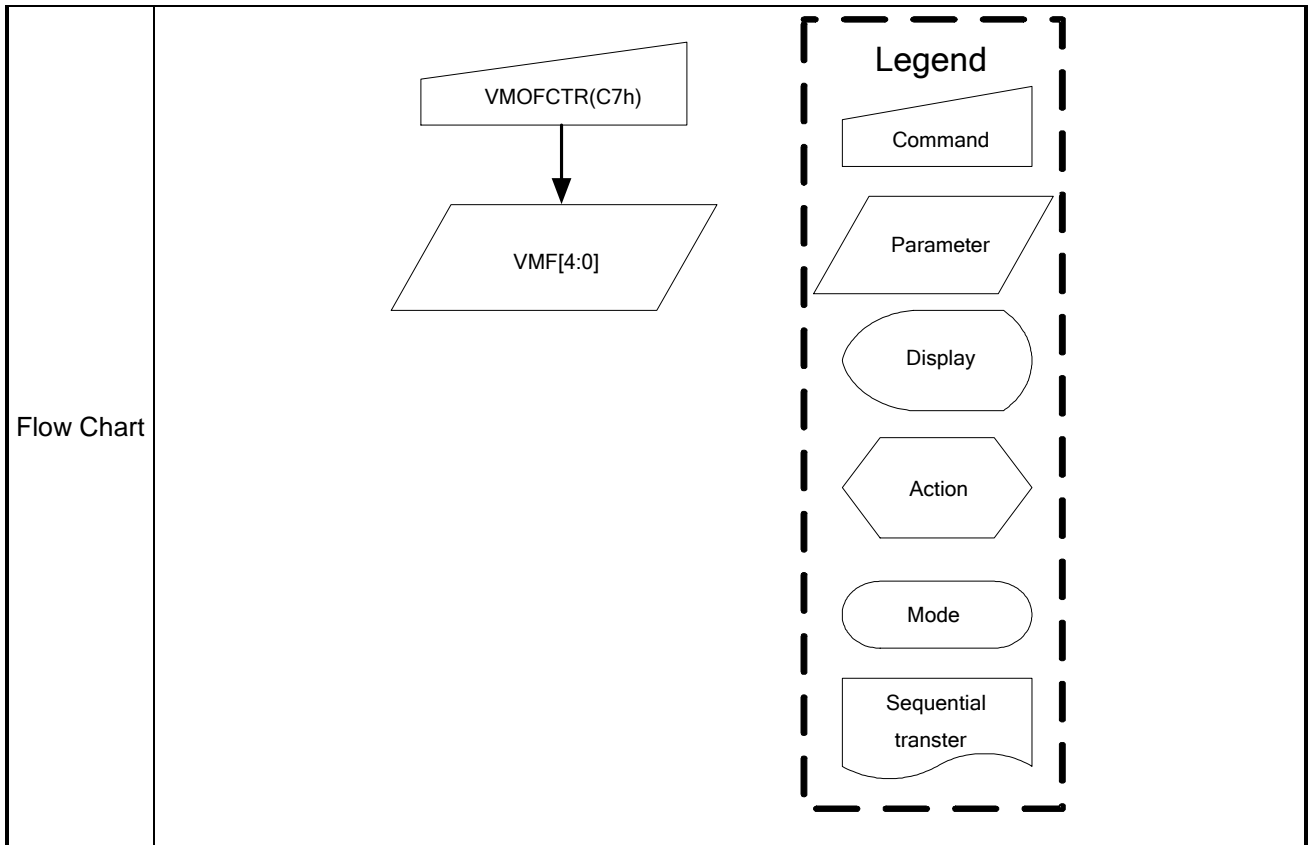 Flow Chart
VMOFCTR(C7h)
VMF[4:0]
Legend
Command
Parameter
Display
Action
Mode
Sequential
transter